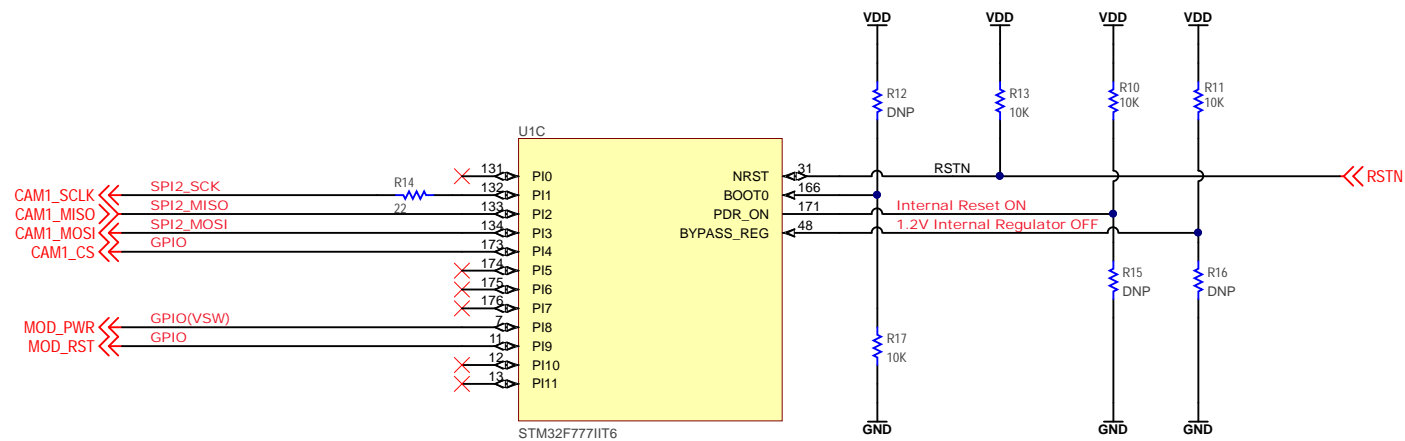 VDD
VDD
VDD
VDD
R12
DNP
R13
10K
R10
10K
R11
10K
U1C
131
PI0
NRST
31
RSTN
RSTN
CAM1_SCLK
SPI2_SCK
R14
22
132
PI1
BOOT0
166
CAM1_MISO
SPI2_MISO
133
PI2
PDR_ON
171
Internal Reset ON
CAM1_MOSI
SPI2_MOSI
134
PI3
BYPASS_REG
48
1.2V Internal Regulator OFF
CAM1_CS
GPIO
173
PI4
174
PI5
175
PI6
176
PI7
R15
DNP
R16
DNP
MOD_PWR
GPIO(VSW)
7
PI8
MOD_RST
GPIO
11
PI9
12
PI10
13
PI11
R17
10K
STM32F777IIT6
GND
GND
GND